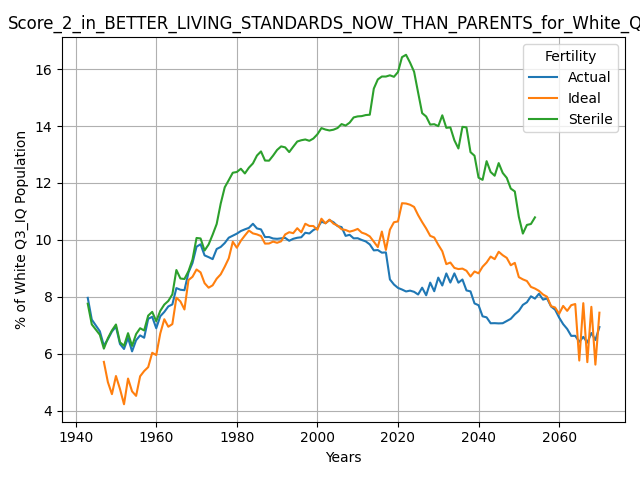 Score_2_in_BETTER_LIVING_STANDARDS_NOW_THAN_PARENTS_for_White_Q
Fertility
Actual
Ideal
Sterile
% of White Q3_IQ Population
16
14
12
10
8
6
4
1940 1960 1980 2000 2020 2040 2060
Years